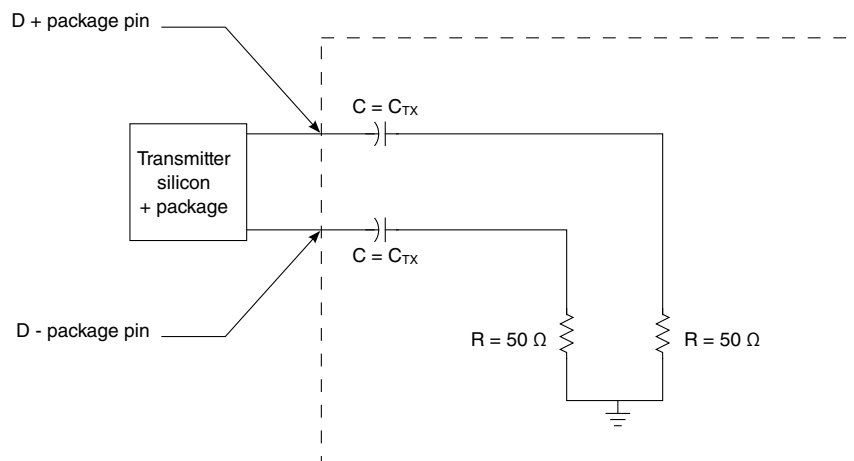 D + package pin
C = CTX
Transmitter
silicon
+ package
C = CTX
D - package pin
R = 50 Ω
R = 50 Ω